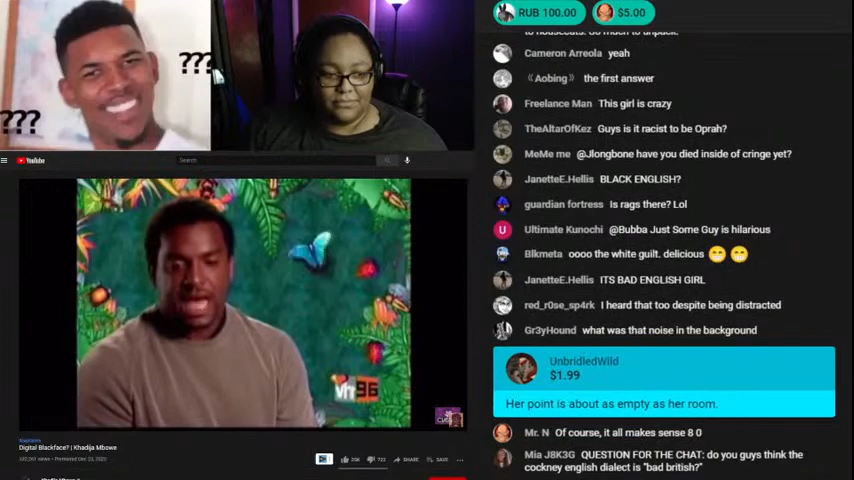 RUB 100.00
$5.00
to housecats. So much to unpack.
Cameron Arreola yeah
《Aobing》 the first answer
Freelance Man This girl is crazy
TheAltarOfKez Guys is it racist to be Oprah?
MeMe me @Jlongbone have you died inside of cringe yet?
JanetteE.Hellis BLACK ENGLISH?
guardian fortress Is rags there? Lol
U
Ultimate Kunochi @Bubba Just Some Guy is hilarious
Blkmeta oooo the white guilt. delicious 😁 😁
JanetteE.Hellis ITS BAD ENGLISH GIRL
red_r0se_sp4rk I heard that too despite being distracted
Gr3yHound what was that noise in the background
UnbridledWild
$1.99
Her point is about as empty as her room.
Mr. N Of course, it all makes sense 8 0
Mia J8K3G QUESTION FOR THE CHAT: do you guys think the
cockney english dialect is "bad british?"
???
???
YouTube
Search
vh1 96
Digital Blackface? | Khadija Mbowe
SHARE
SAVE